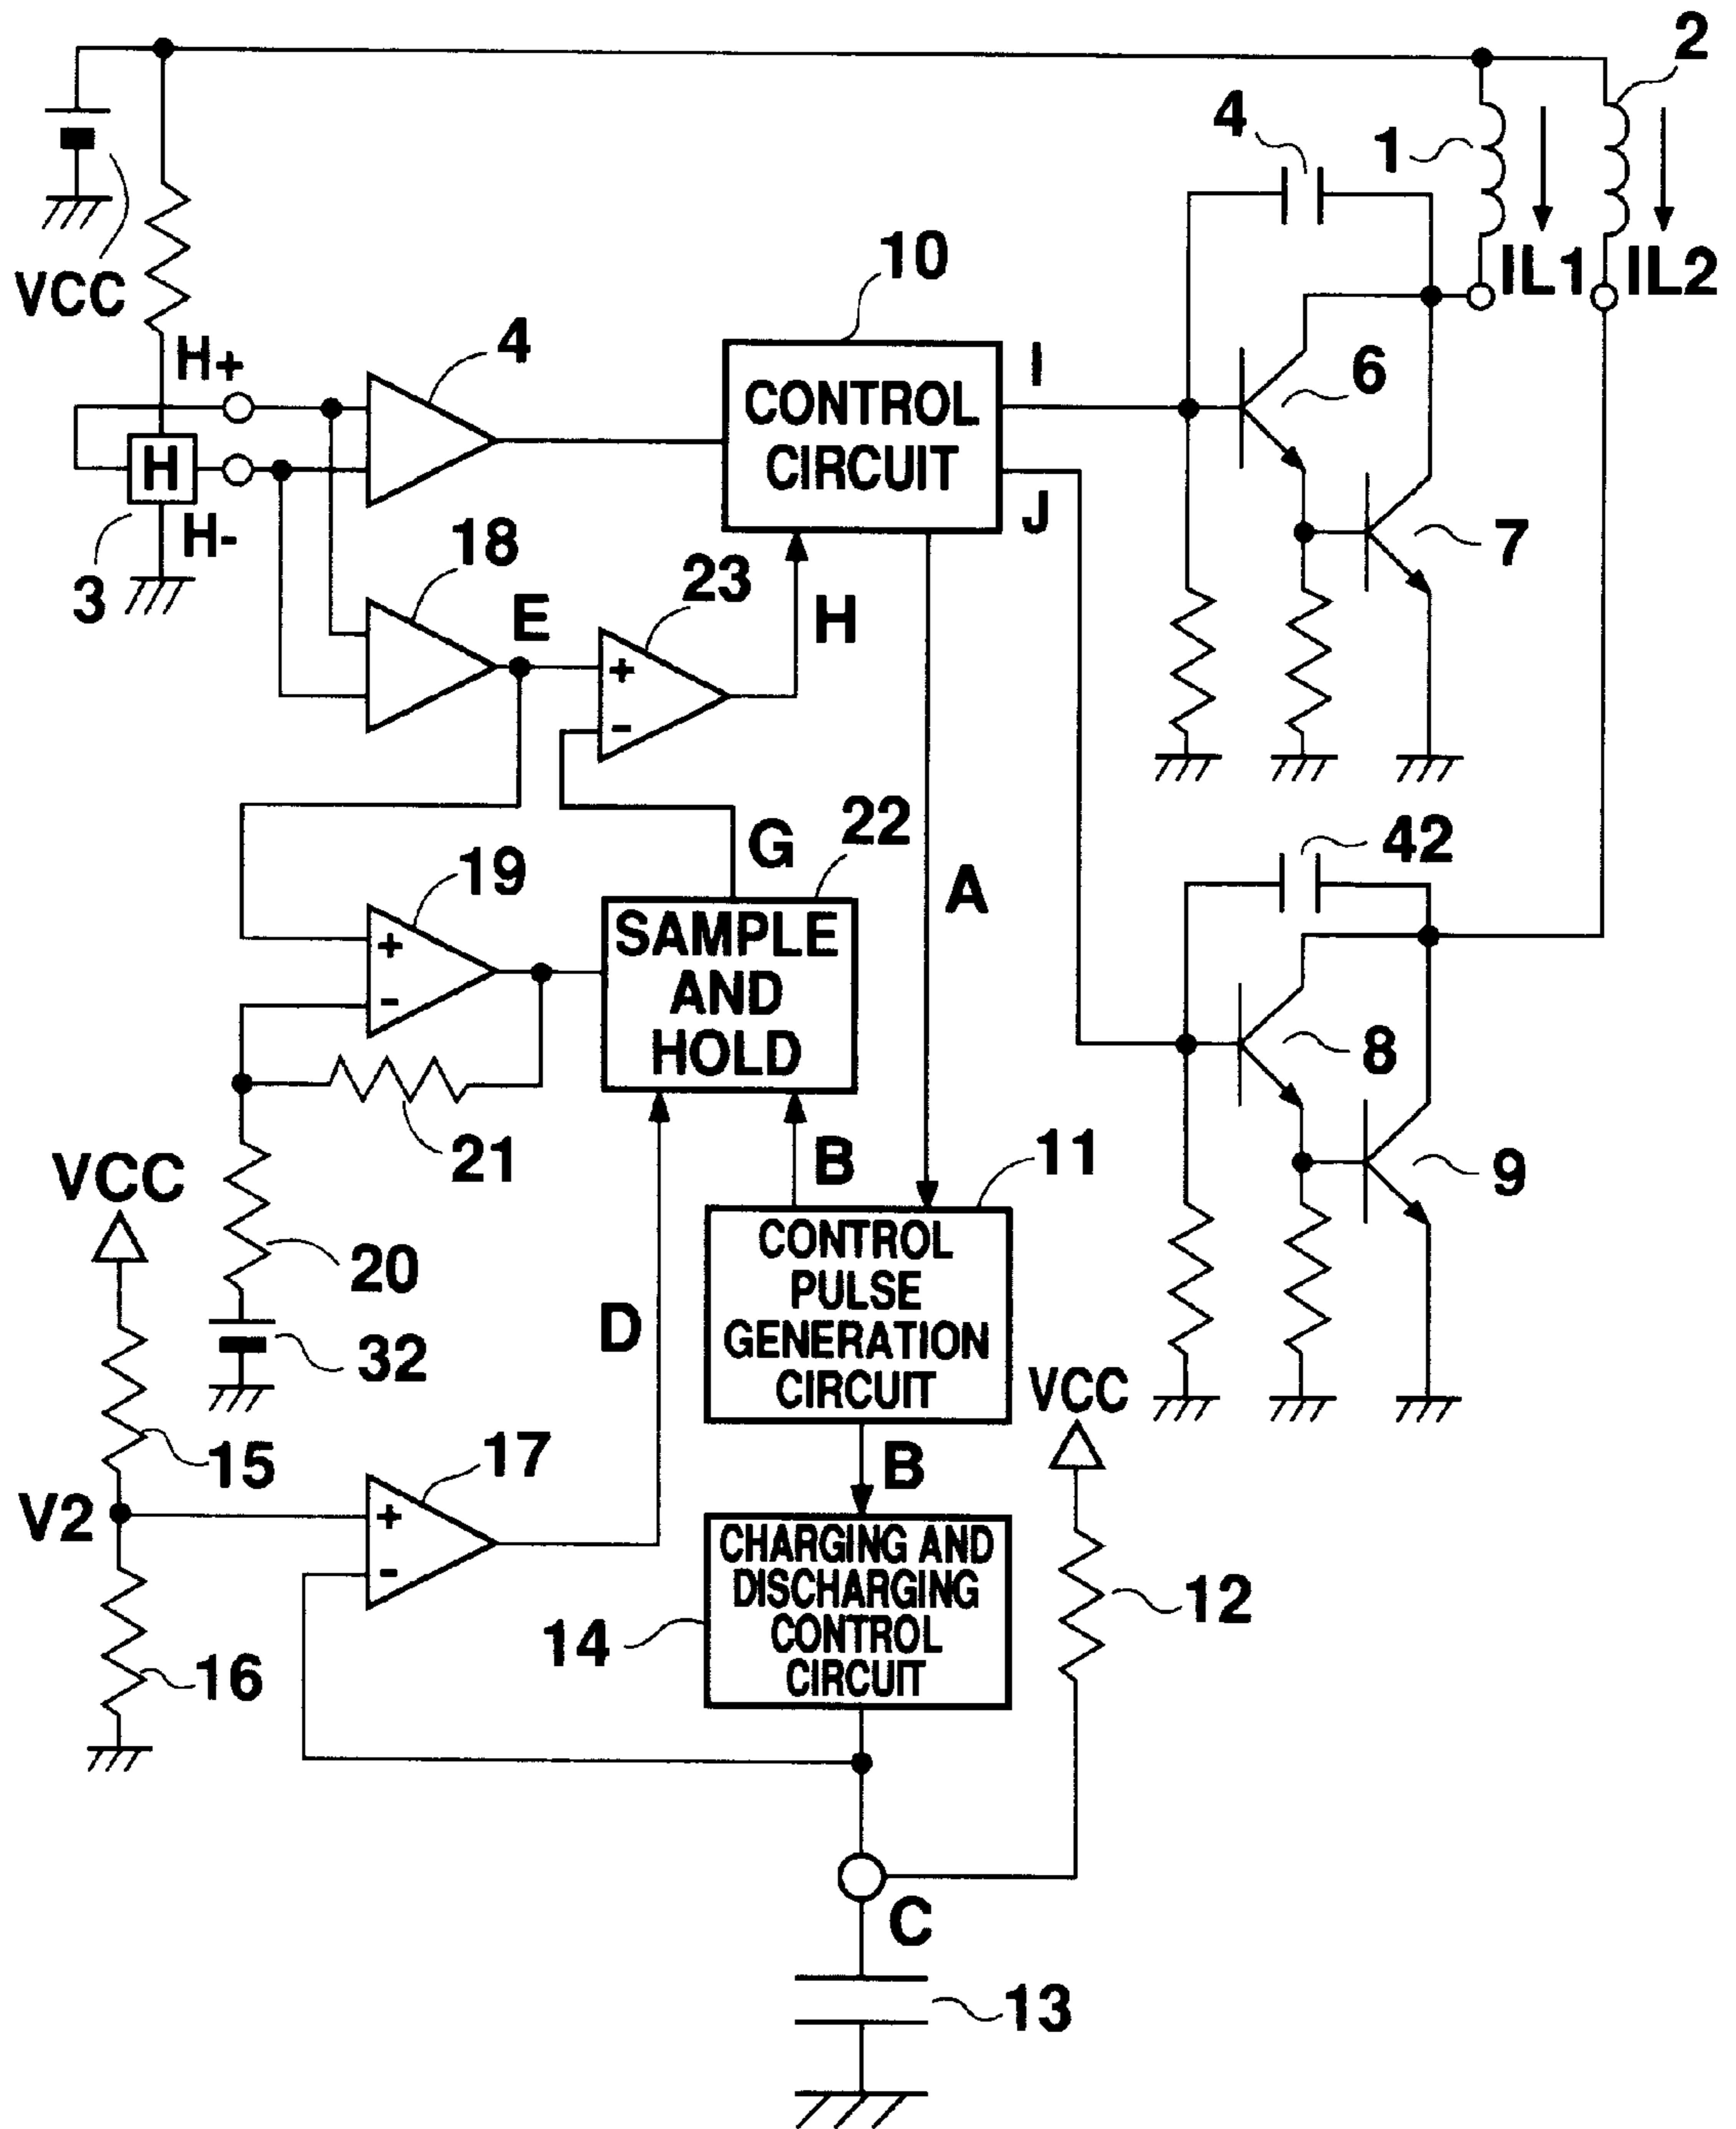 2
4
1
10
VCC
IL1
IL2
H+
4
CONTROL
CIRCUIT
I
6
H
J
H-
3
18
E
23
H
7
22
G
42
19
A
+
-
+
-
SAMPLE
AND
HOLD
8
21
B
11
9
VCC
20
D
CONTROL
PULSE
GENERATION
CIRCUIT
32
VCC
15
17
B
V2
+
-
CHARGING AND
DISCHARGING
CONTROL
CIRCUIT
12
14
16
C
13